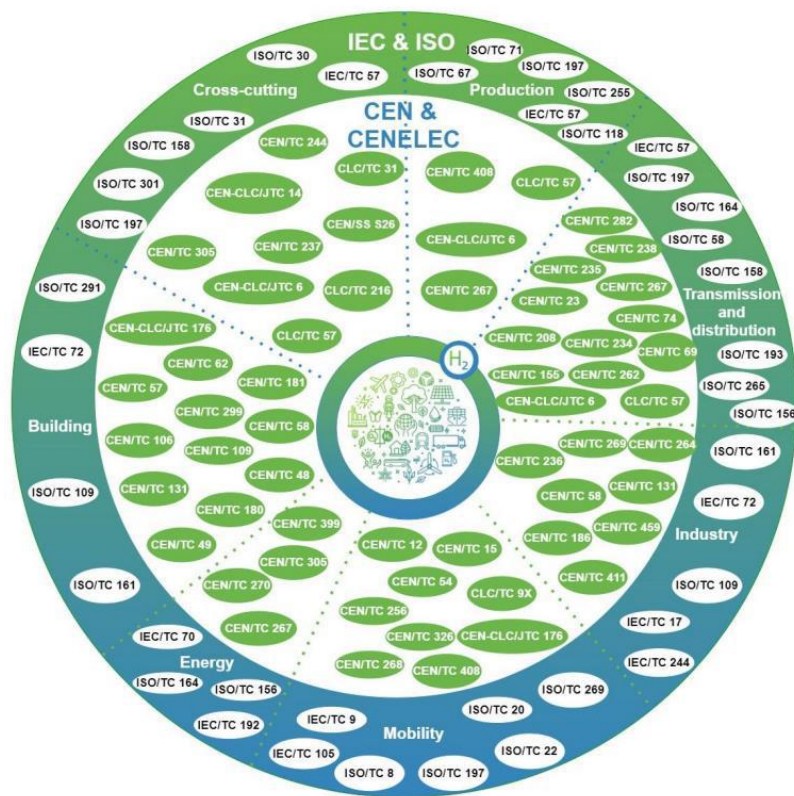 IEC & ISO
CEN &
CENELEC
Cross-cutting
ISO/TC 30
IEC/TC 57
ISO/TC 31
ISO/TC 158
ISO/TC 301
ISO/TC 197
CEN/TC 244
CLC/TC 31
CEN-CLC/JTC 14
CEN/SS S26
CEN/TC 237
CEN/TC 305
CEN-CLC/JTC 6
CLC/TC 216
CLC/TC 57
Production
ISO/TC 71
ISO/TC 67
ISO/TC 197
ISO/TC 255
IEC/TC 57
ISO/TC 118
CEN/TC 408
CLC/TC 57
CEN-CLC/JTC 6
CEN/TC 267
Transmission
and
distribution
IEC/TC 57
ISO/TC 197
ISO/TC 164
ISO/TC 58
ISO/TC 158
ISO/TC 193
ISO/TC 265
ISO/TC 156
CEN/TC 282
CEN/TC 238
CEN/TC 235
CEN/TC 267
CEN/TC 23
CEN/TC 74
CEN/TC 208
CEN/TC 234
CEN/TC 69
CEN/TC 155
CEN/TC 262
CEN-CLC/JTC 6
CLC/TC 57
Industry
ISO/TC 161
IEC/TC 72
ISO/TC 109
IEC/TC 17
IEC/TC 244
CEN/TC 269
CEN/TC 264
CEN/TC 236
CEN/TC 58
CEN/TC 131
CEN/TC 186
CEN/TC 459
CEN/TC 411
Mobility
ISO/TC 269
ISO/TC 20
IEC/TC 9
IEC/TC 105
ISO/TC 8
ISO/TC 197
ISO/TC 22
CEN/TC 12
CEN/TC 15
CEN/TC 54
CLC/TC 9X
CEN/TC 256
CEN/TC 326
CEN-CLC/JTC 176
CEN/TC 268
CEN/TC 408
Energy
IEC/TC 70
ISO/TC 164
ISO/TC 156
IEC/TC 192
CEN/TC 399
CEN/TC 305
CEN/TC 270
CEN/TC 267
Building
ISO/TC 291
IEC/TC 72
ISO/TC 109
ISO/TC 161
CEN-CLC/JTC 176
CEN/TC 62
CEN/TC 57
CEN/TC 181
CEN/TC 299
CEN/TC 58
CEN/TC 106
CEN/TC 109
CEN/TC 48
CEN/TC 131
CEN/TC 180
CEN/TC 49
H₂